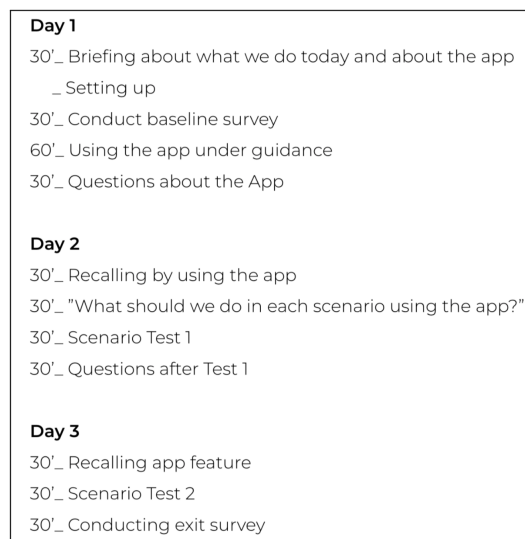 Day 1
30'_ Briefing about what we do today and about the app
_ Setting up
30'_ Conduct baseline survey
60'_ Using the app under guidance
30'_ Questions about the App
Day 2
30'_ Recalling by using the app
30'_ "What should we do in each scenario using the app?"
30'_ Scenario Test 1
30'_ Questions after Test 1
Day 3
30'_ Recalling app feature
30'_ Scenario Test 2
30'_ Conducting exit survey